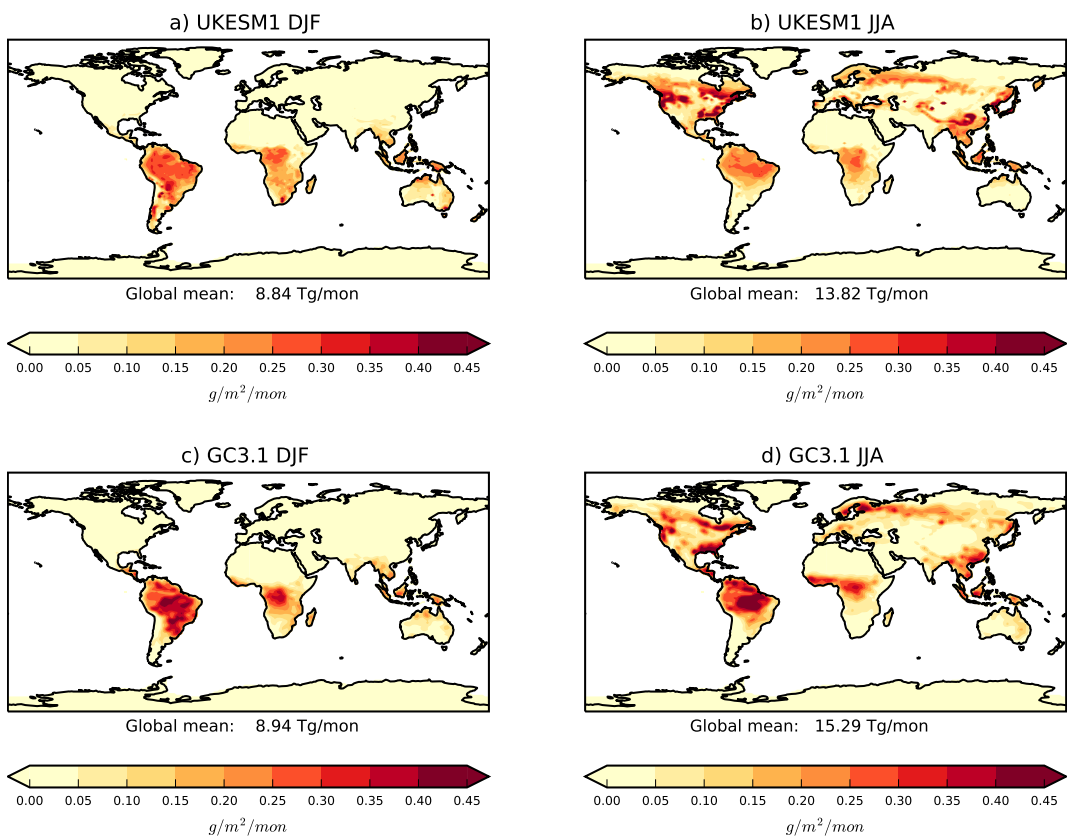 a) UKESM1 DJF
b) UKESM1 JJA
Global mean: 8.84 Tg/mon
Global mean: 13.82 Tg/mon
0.00 0.05 0.10 0.15 0.20 0.25 0.30 0.35 0.40 0.45
0.00 0.05 0.10 0.15 0.20 0.25 0.30 0.35 0.40 0.45
g/m²/mon
g/m²/mon
c) GC3.1 DJF
d) GC3.1 JJA
Global mean: 8.94 Tg/mon
Global mean: 15.29 Tg/mon
0.00 0.05 0.10 0.15 0.20 0.25 0.30 0.35 0.40 0.45
0.00 0.05 0.10 0.15 0.20 0.25 0.30 0.35 0.40 0.45
g/m²/mon
g/m²/mon